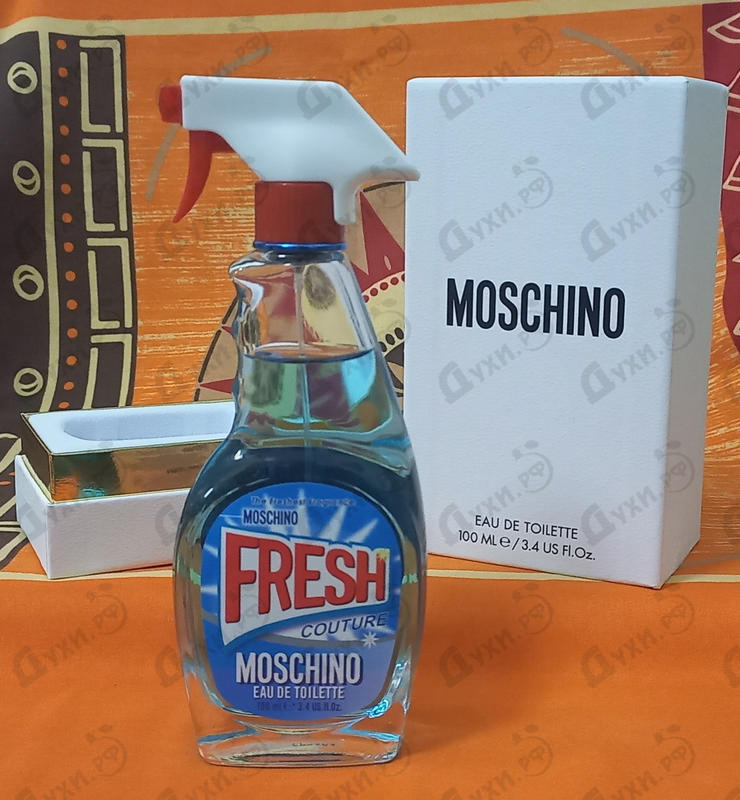 MOSCHINO
EAU DE TOILETTE
100 ML ℮ / 3.4 US Fl.Oz.
The freshest fragrance
MOSCHINO
FRESH
COUTURE
MOSCHINO
EAU DE TOILETTE
100 ml ℮ * 3.4 US fl.Oz.
Духи.РФ